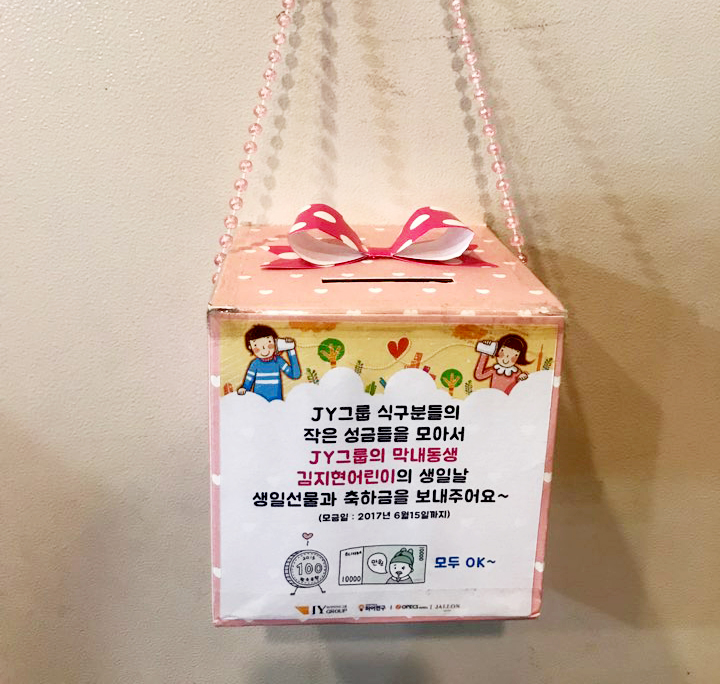 JY그룹 식구분들의
작은 성금들을 모아서
JY그룹의 막내동생
김지현어린이의 생일날
생일선물과 축하금을 보내주어요~
(모금일 : 2017년 6월15일까지)
100
10000
10000
만원
모두 OK~
JY GROUP